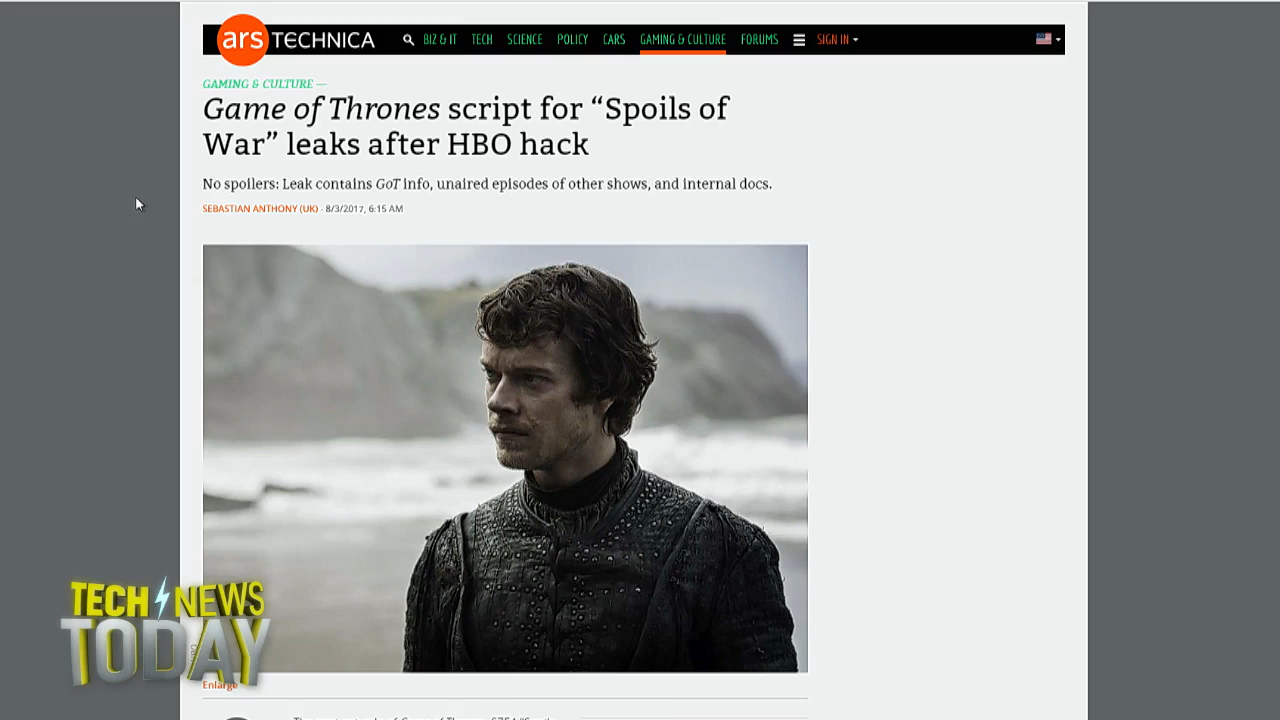 ars TECHNICA BIZ & IT TECH SCIENCE POLICY CARS GAMING & CULTURE FORUMS SIGN IN
GAMING & CULTURE —
Game of Thrones script for “Spoils of
War” leaks after HBO hack
No spoilers: Leak contains GoT info, unaired episodes of other shows, and internal docs.
SEBASTIAN ANTHONY (UK) - 8/3/2017, 6:15 AM
TECH NEWS
TODAY
Enlarge